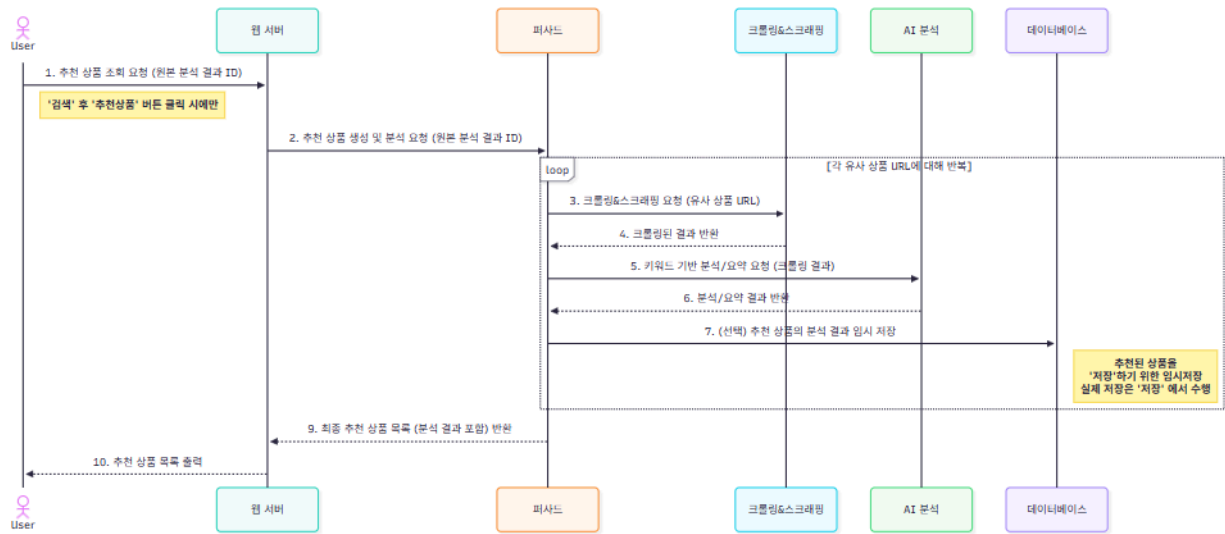 User
웹 서버
퍼사드
크롤링&스크래핑
AI 분석
데이터베이스
1. 추천 상품 조회 요청 (원본 분석 결과 ID)
'검색' 후 '추천상품' 버튼 클릭 시에만
2. 추천 상품 생성 및 분석 요청 (원본 분석 결과 ID)
loop
[각 유사 상품 URL에 대해 반복]
3. 크롤링&스크래핑 요청 (유사 상품 URL)
4. 크롤링된 결과 반환
5. 키워드 기반 분석/요약 요청 (크롤링 결과)
6. 분석/요약 결과 반환
7. (선택) 추천 상품의 분석 결과 임시 저장
추천된 상품을
'저장'하기 위한 임시저장
실제 저장은 '저장' 에서 수행
9. 최종 추천 상품 목록 (분석 결과 포함) 반환
10. 추천 상품 목록 출력
User
웹 서버
퍼사드
크롤링&스크래핑
AI 분석
데이터베이스